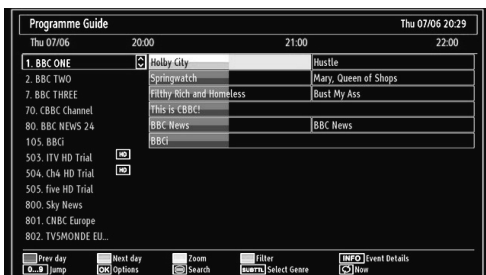 Programme Guide Thu 07/06 20:29
Thu 07/06 20:00 21:00 22:00
1. BBC ONE Holby City Hustle
2. BBC TWO Springwatch Mary, Queen of Shops
7. BBC THREE Filthy Rich and Homeless Bust My Ass
70. CBBC Channel This is CBBC!
80. BBC NEWS 24 BBC News BBC News
105. BBCi BBCi
503. ITV HD Trial HD
504. Ch4 HD Trial HD
505. five HD Trial
800. Sky News
801. CNBC Europe
802. TV5MONDE EU...
Prev day Next day Zoom Filter INFO Event Details
0...9 Jump OK Options Search SUBTTL Select Genre Now